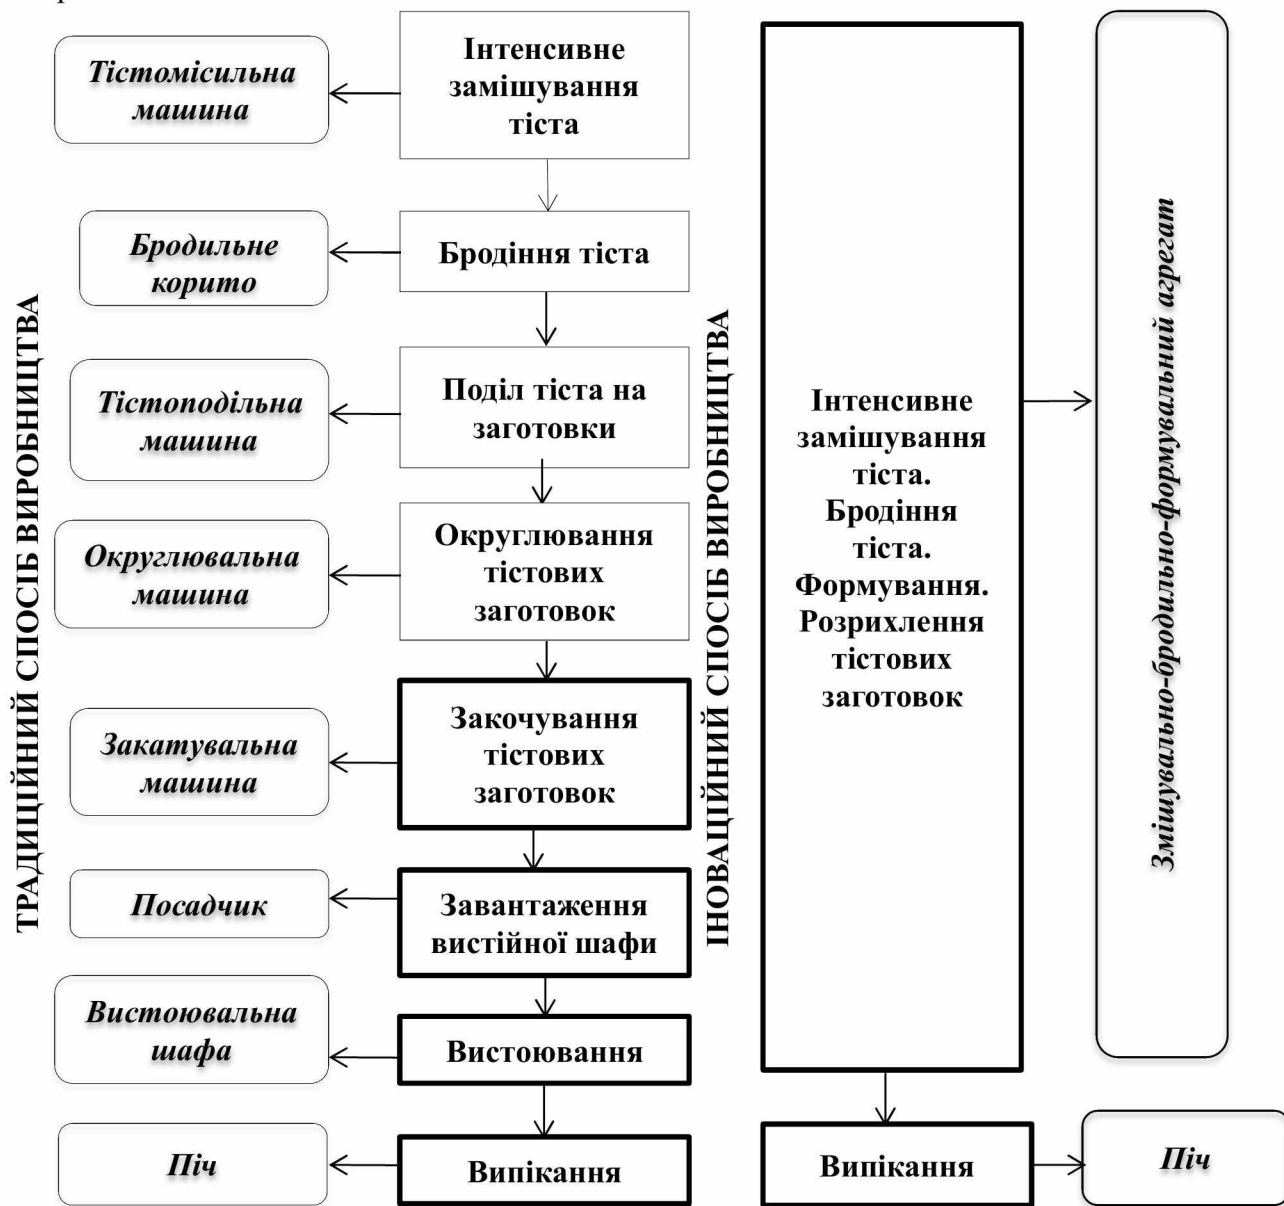 ТРАДИЦІЙНИЙ СПОСІБ ВИРОБНИЦТВА
Тістомісильна
машина
Інтенсивне
замішування
тіста
Бродильне
корито
Бродіння тіста
Тістоподільна
машина
Поділ тіста на
заготовки
Округлювальна
машина
Округлювання
тістових
заготовок
Закатувальна
машина
Закочування
тістових
заготовок
Посадчик
Завантаження
вистійної шафи
Вистоювальна
шафа
Вистоювання
Піч
Випікання
ІНОВАЦІЙНИЙ СПОСІБ ВИРОБНИЦТВА
Інтенсивне
замішування
тіста.
Бродіння
тіста.
Формування.
Розрихлення
тістових
заготовок
Змішувально-бродильно-формувальний агрегат
Випікання
Піч